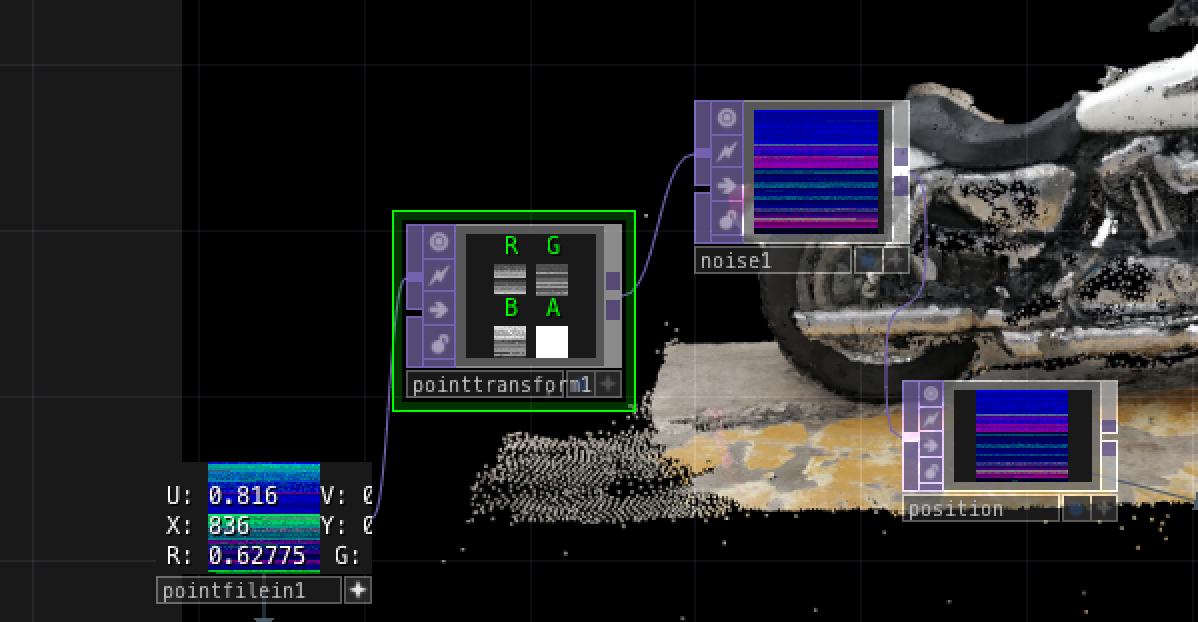 R G
B A
noise1
pointtransform1
position
U: 0.816 V: 0
X: 836 Y: 0
R: 0.62775 G:
pointfilein1